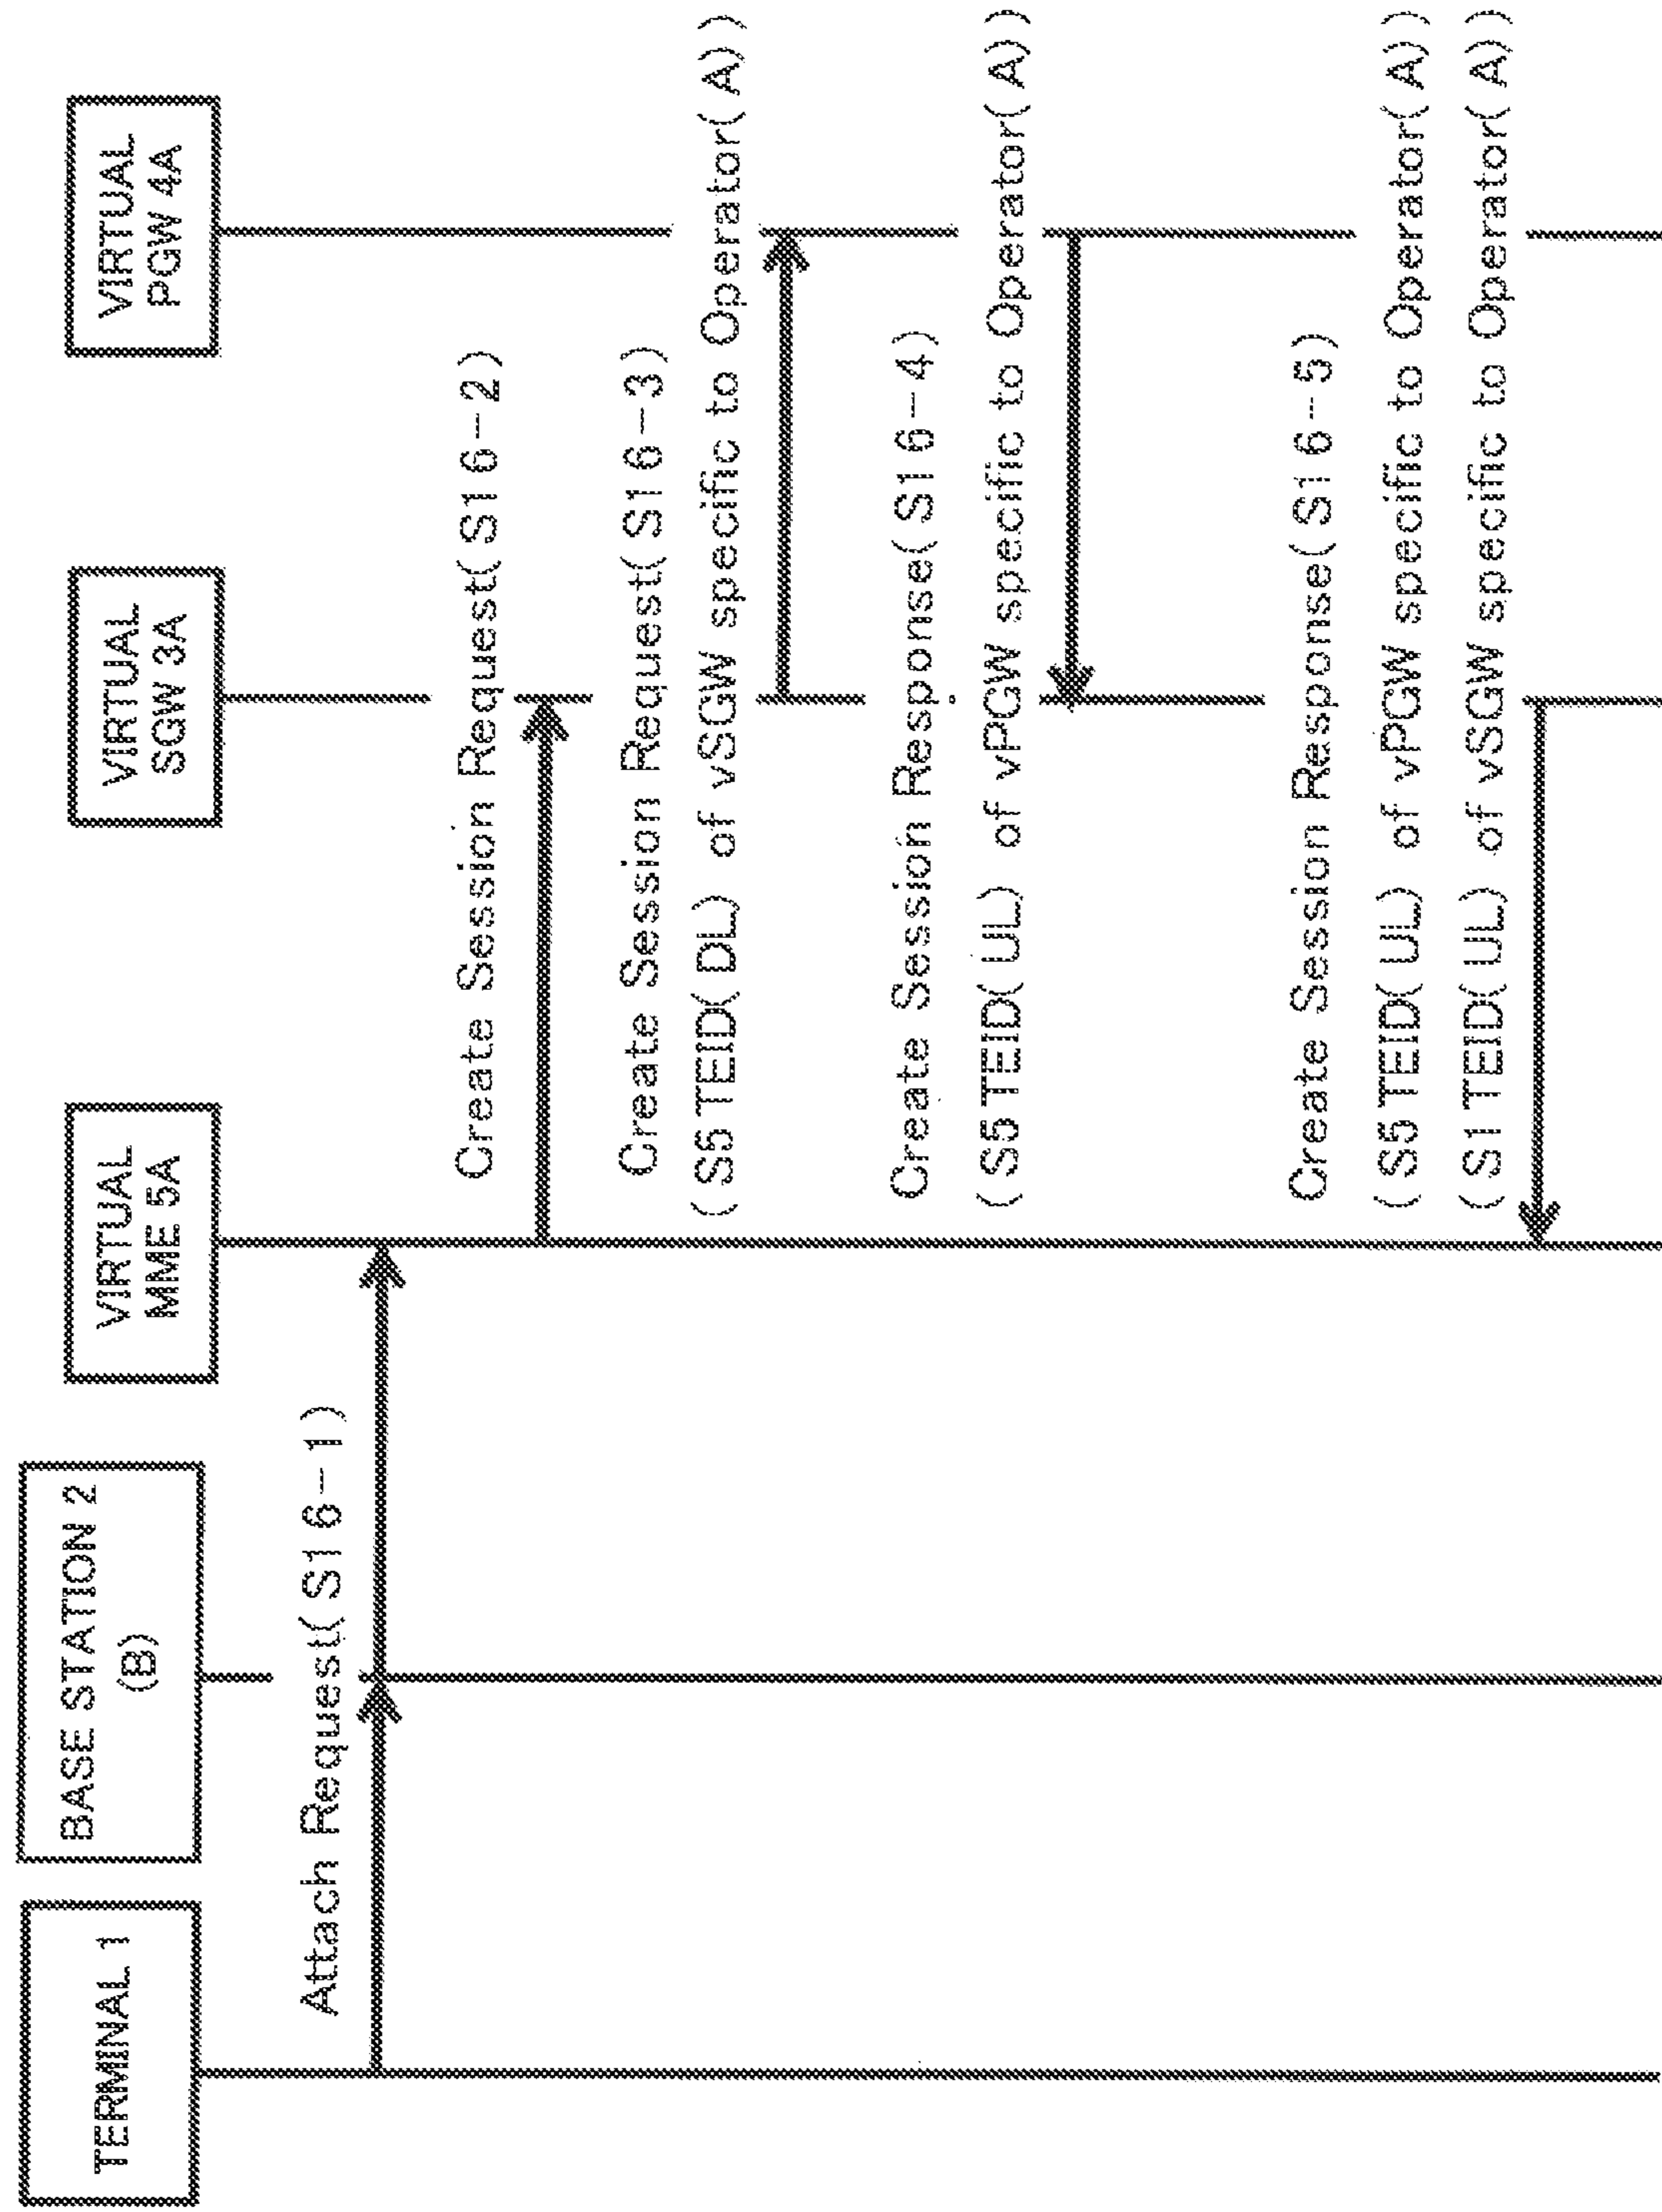 TERMINAL 1
BASE STATION 2
(B)
VIRTUAL
MME 5A
VIRTUAL
SGW 3A
VIRTUAL
PGW 4A
Attach Request(S16-1)
Create Session Request(S16-2)
Create Session Request(S16-3)
(S5 TEID(DL) of vSGW specific to Operator(A))
Create Session Response(S16-4)
(S5 TEID(UL) of vPGW specific to Operator(A))
Create Session Response(S16-5)
(S5 TEID(UL) of vPGW specific to Operator(A))
(S1 TEID(UL) of vSGW specific to Operator(A))